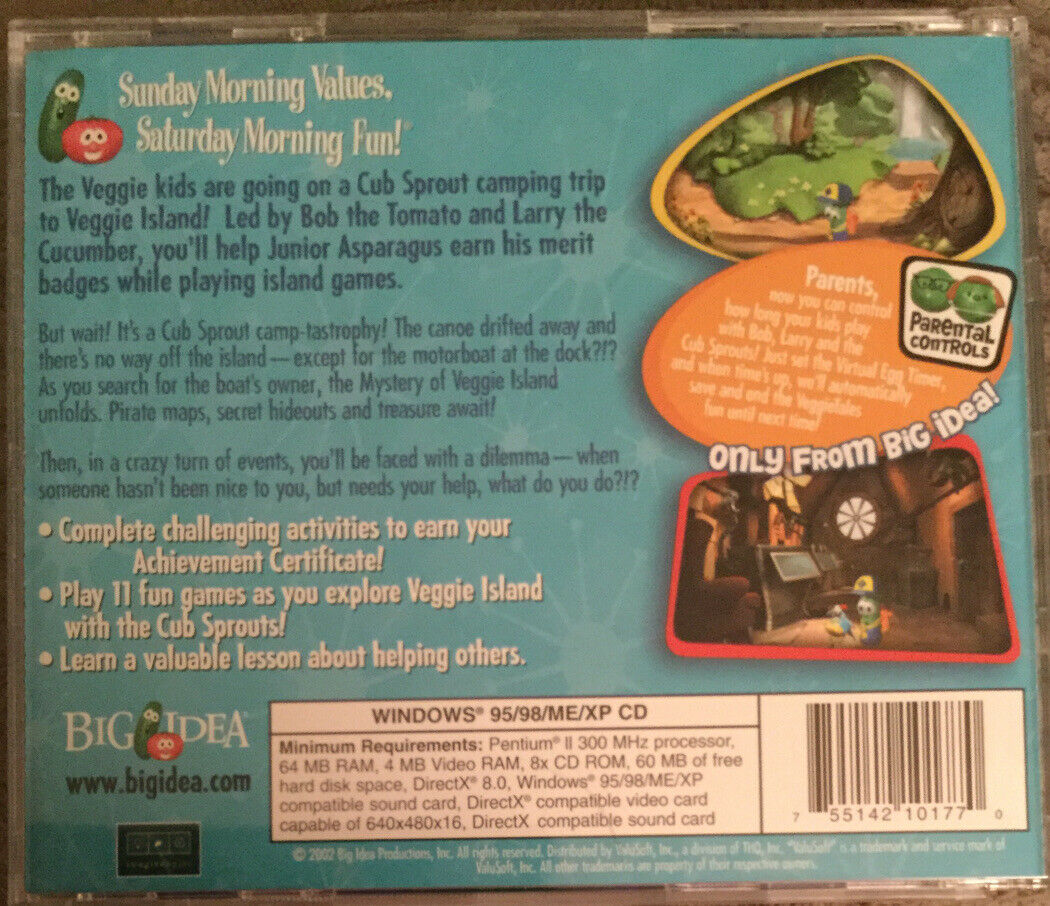 Sunday Morning Values,
Saturday Morning Fun!
The Veggie kids are going on a Cub Sprout camping trip
to Veggie Island! Led by Bob the Tomato and Larry the
Cucumber, you'll help Junior Asparagus earn his merit
badges while playing island games.
But wait! It's a Cub Sprout camp-tastrophy! The canoe drifted away and
there's no way off the island — except for the motorboat at the dock?!?
As you search for the boat's owner, the Mystery of Veggie Island
unfolds. Pirate maps, secret hideouts and treasure await!
Then, in a crazy turn of events, you'll be faced with a dilemma — when
someone hasn't been nice to you, but needs your help, what do you do?!?
• Complete challenging activities to earn your
Achievement Certificate!
• Play 11 fun games as you explore Veggie Island
with the Cub Sprouts!
• Learn a valuable lesson about helping others.
Parents,
now you can control
how long your kids play
with Bob, Larry and the
Cub Sprouts! Just set the Virtual Egg Timer,
and when time's up, we'll automatically
save and end the VeggieTales
fun until next time!
PARENTAL
CONTROLS
ONLY FROM BIG IDEA!
BIG IDEA
www.bigidea.com
WINDOWS® 95/98/ME/XP CD
Minimum Requirements: Pentium® II 300 MHz processor,
64 MB RAM, 4 MB Video RAM, 8x CD ROM, 60 MB of free
hard disk space, DirectX® 8.0, Windows® 95/98/ME/XP
compatible sound card, DirectX® compatible video card
capable of 640x480x16, DirectX compatible sound card
7 55142 10177 0
© 2002 Big Idea Productions, Inc. All rights reserved. Distributed by ValuSoft, Inc., a division of THQ, Inc. "ValuSoft" is a trademark and service mark of
ValuSoft, Inc. All other trademarks are property of their respective owners.